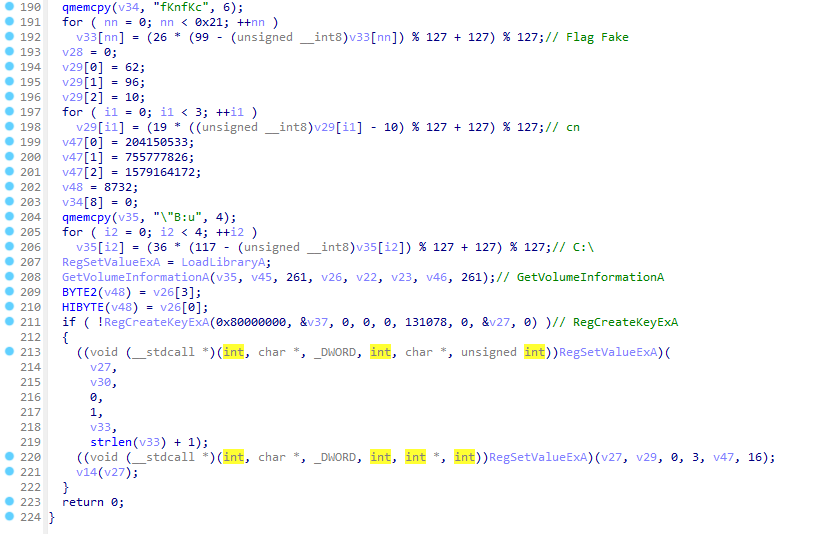 190 qmemcpy(v34, "fKnfKc", 6);
191 for ( nn = 0; nn < 0x21; ++nn )
192 v33[nn] = (26 * (99 - (unsigned __int8)v33[nn]) % 127 + 127) % 127;// Flag Fake
193 v28 = 0;
194 v29[0] = 62;
195 v29[1] = 96;
196 v29[2] = 10;
197 for ( i1 = 0; i1 < 3; ++i1 )
198 v29[i1] = (19 * ((unsigned __int8)v29[i1] - 10) % 127 + 127) % 127;// cn
199 v47[0] = 204150533;
200 v47[1] = 755777826;
201 v47[2] = 1579164172;
202 v48 = 8732;
203 v34[8] = 0;
204 qmemcpy(v35, "\"B:u", 4);
205 for ( i2 = 0; i2 < 4; ++i2 )
206 v35[i2] = (36 * (117 - (unsigned __int8)v35[i2]) % 127 + 127) % 127;// C:\
207 RegSetValueExA = LoadLibraryA;
208 GetVolumeInformationA(v35, v45, 261, v26, v22, v23, v46, 261);// GetVolumeInformationA
209 BYTE2(v48) = v26[3];
210 HIBYTE(v48) = v26[0];
211 if ( !RegCreateKeyExA(0x80000000, &v37, 0, 0, 0, 131078, 0, &v27, 0) )// RegCreateKeyExA
212 {
213 ((void (__stdcall *)(int, char *, _DWORD, int, char *, unsigned int))RegSetValueExA)(
214 v27,
215 v30,
216 0,
217 1,
218 v33,
219 strlen(v33) + 1);
220 ((void (__stdcall *)(int, char *, _DWORD, int, int *, int))RegSetValueExA)(v27, v29, 0, 3, v47, 16);
221 v14(v27);
222 }
223 return 0;
224 }